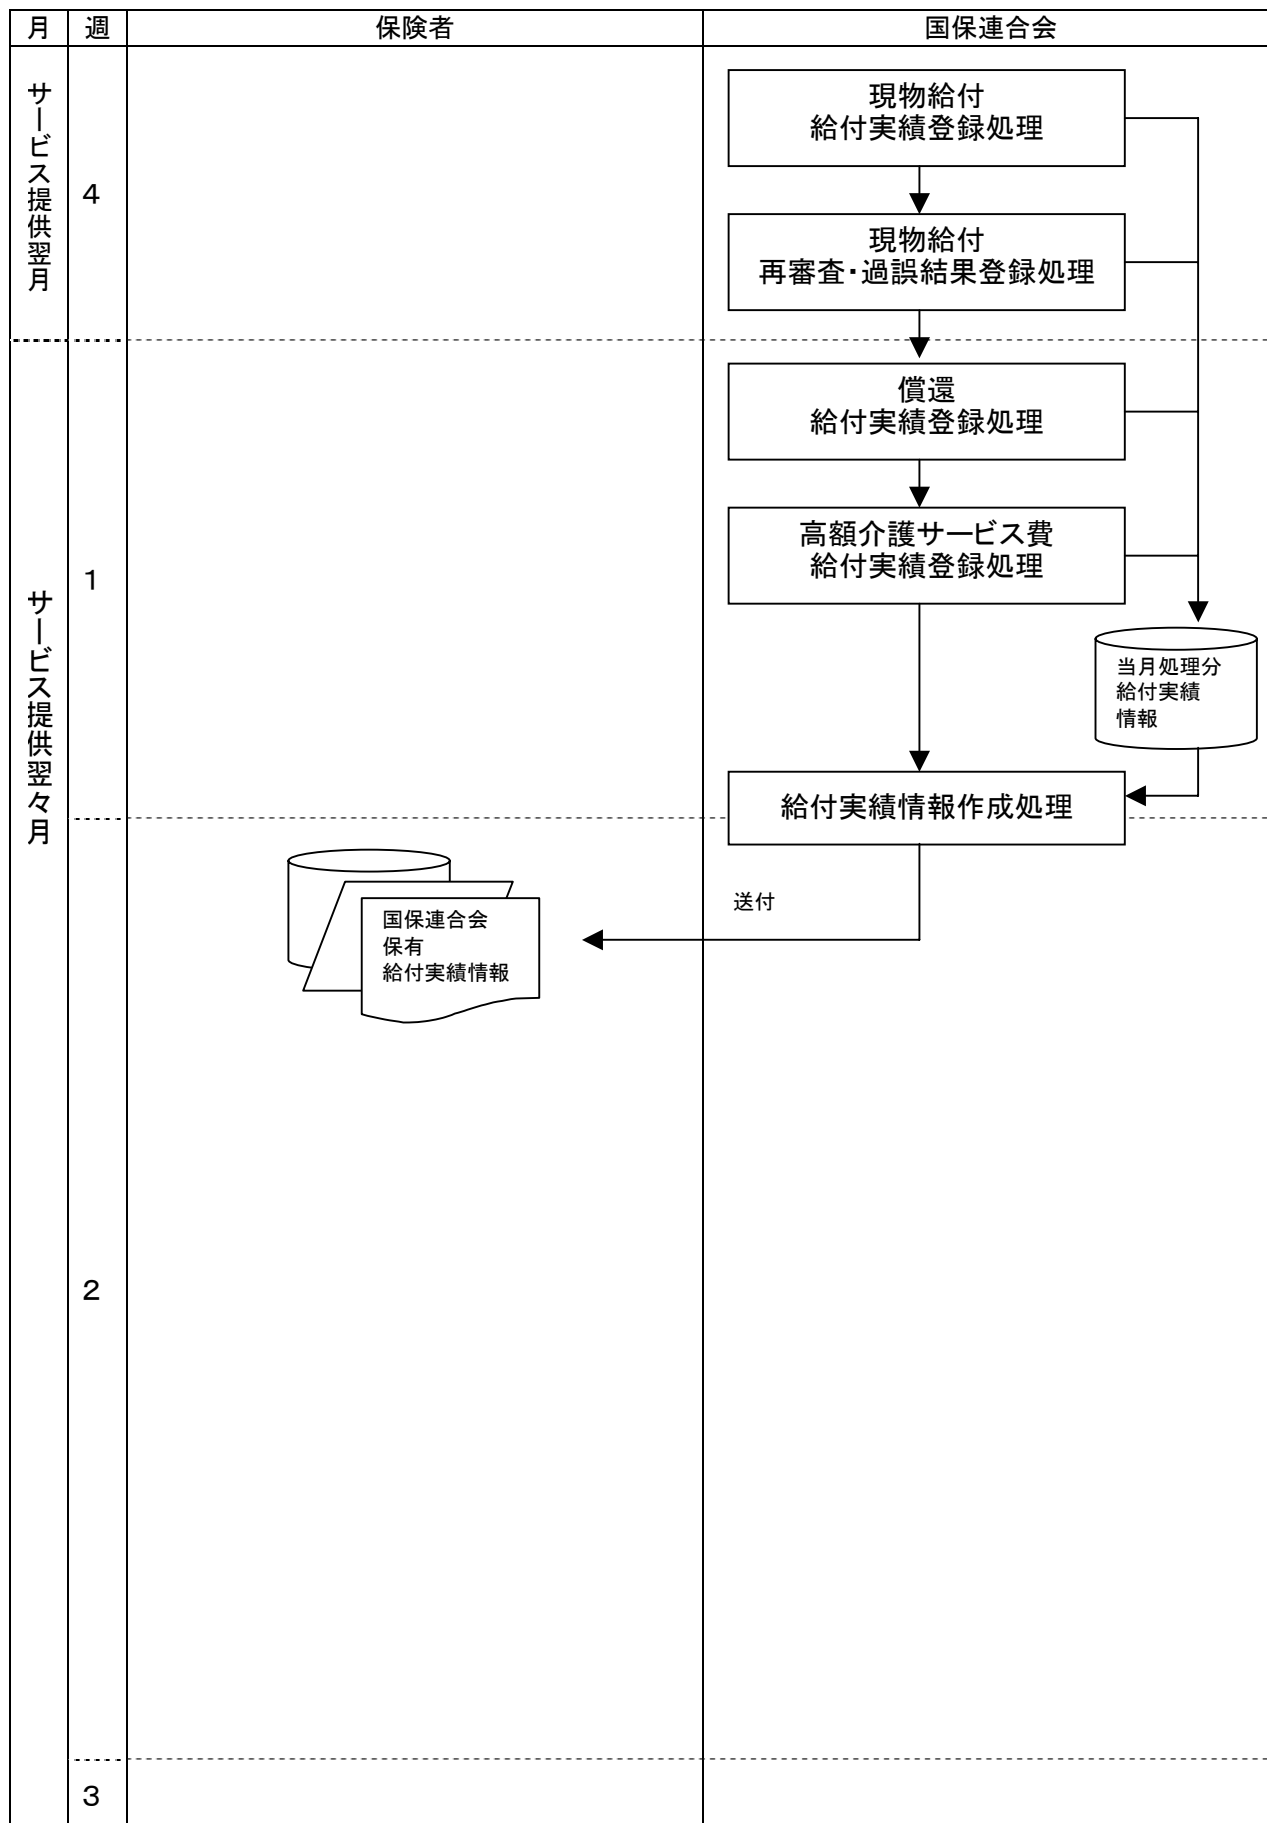 月
週
保険者
国保連合会
サービス提供翌月
4
現物給付
給付実績登録処理
現物給付
再審査・過誤結果登録処理
サービス提供翌々月
1
償還
給付実績登録処理
高額介護サービス費
給付実績登録処理
当月処理分
給付実績
情報
給付実績情報作成処理
2
送付
国保連合会
保有
給付実績情報
3